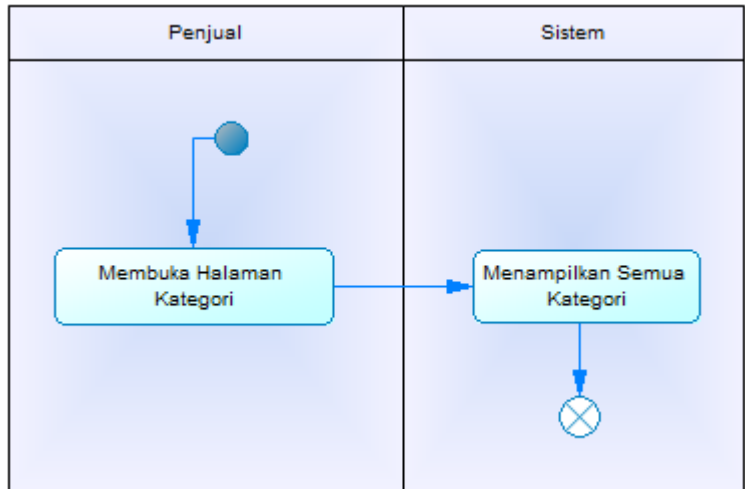 Penjual
Sistem
Membuka Halaman
Kategori
Menampilkan Semua
Kategori